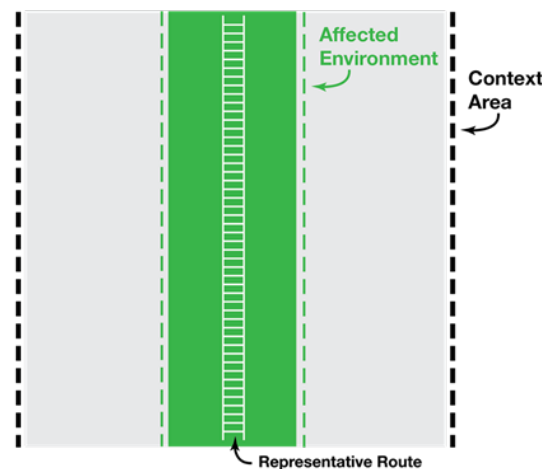 Affected
Environment
Context
Area
Representative Route